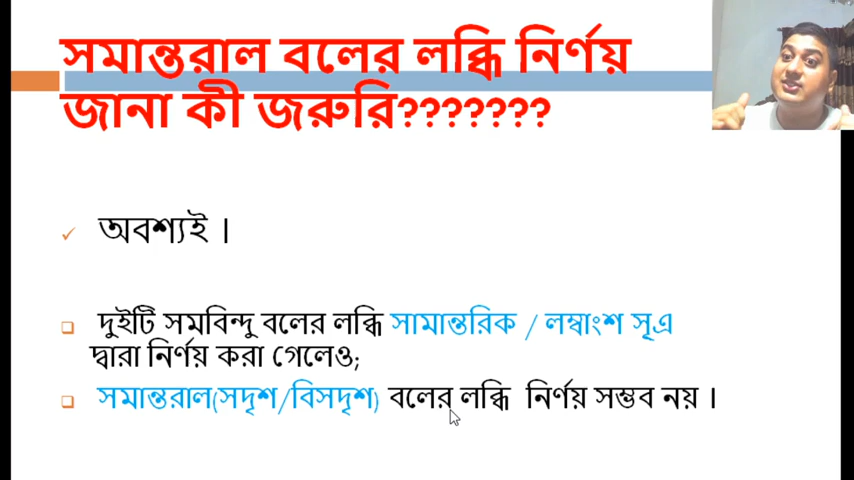 সমান্তরাল বলের লব্ধি নির্ণয়
জানা কী জরুরি???????
অবশ্যই ।
দুইটি সমবিন্দু বলের লব্ধি সামান্তরিক / লম্বাংশ সূএ
দ্বারা নির্ণয় করা গেলেও;
সমান্তরাল(সদৃশ/বিসদৃশ) বলের লব্ধি নির্ণয় সম্ভব নয় ।